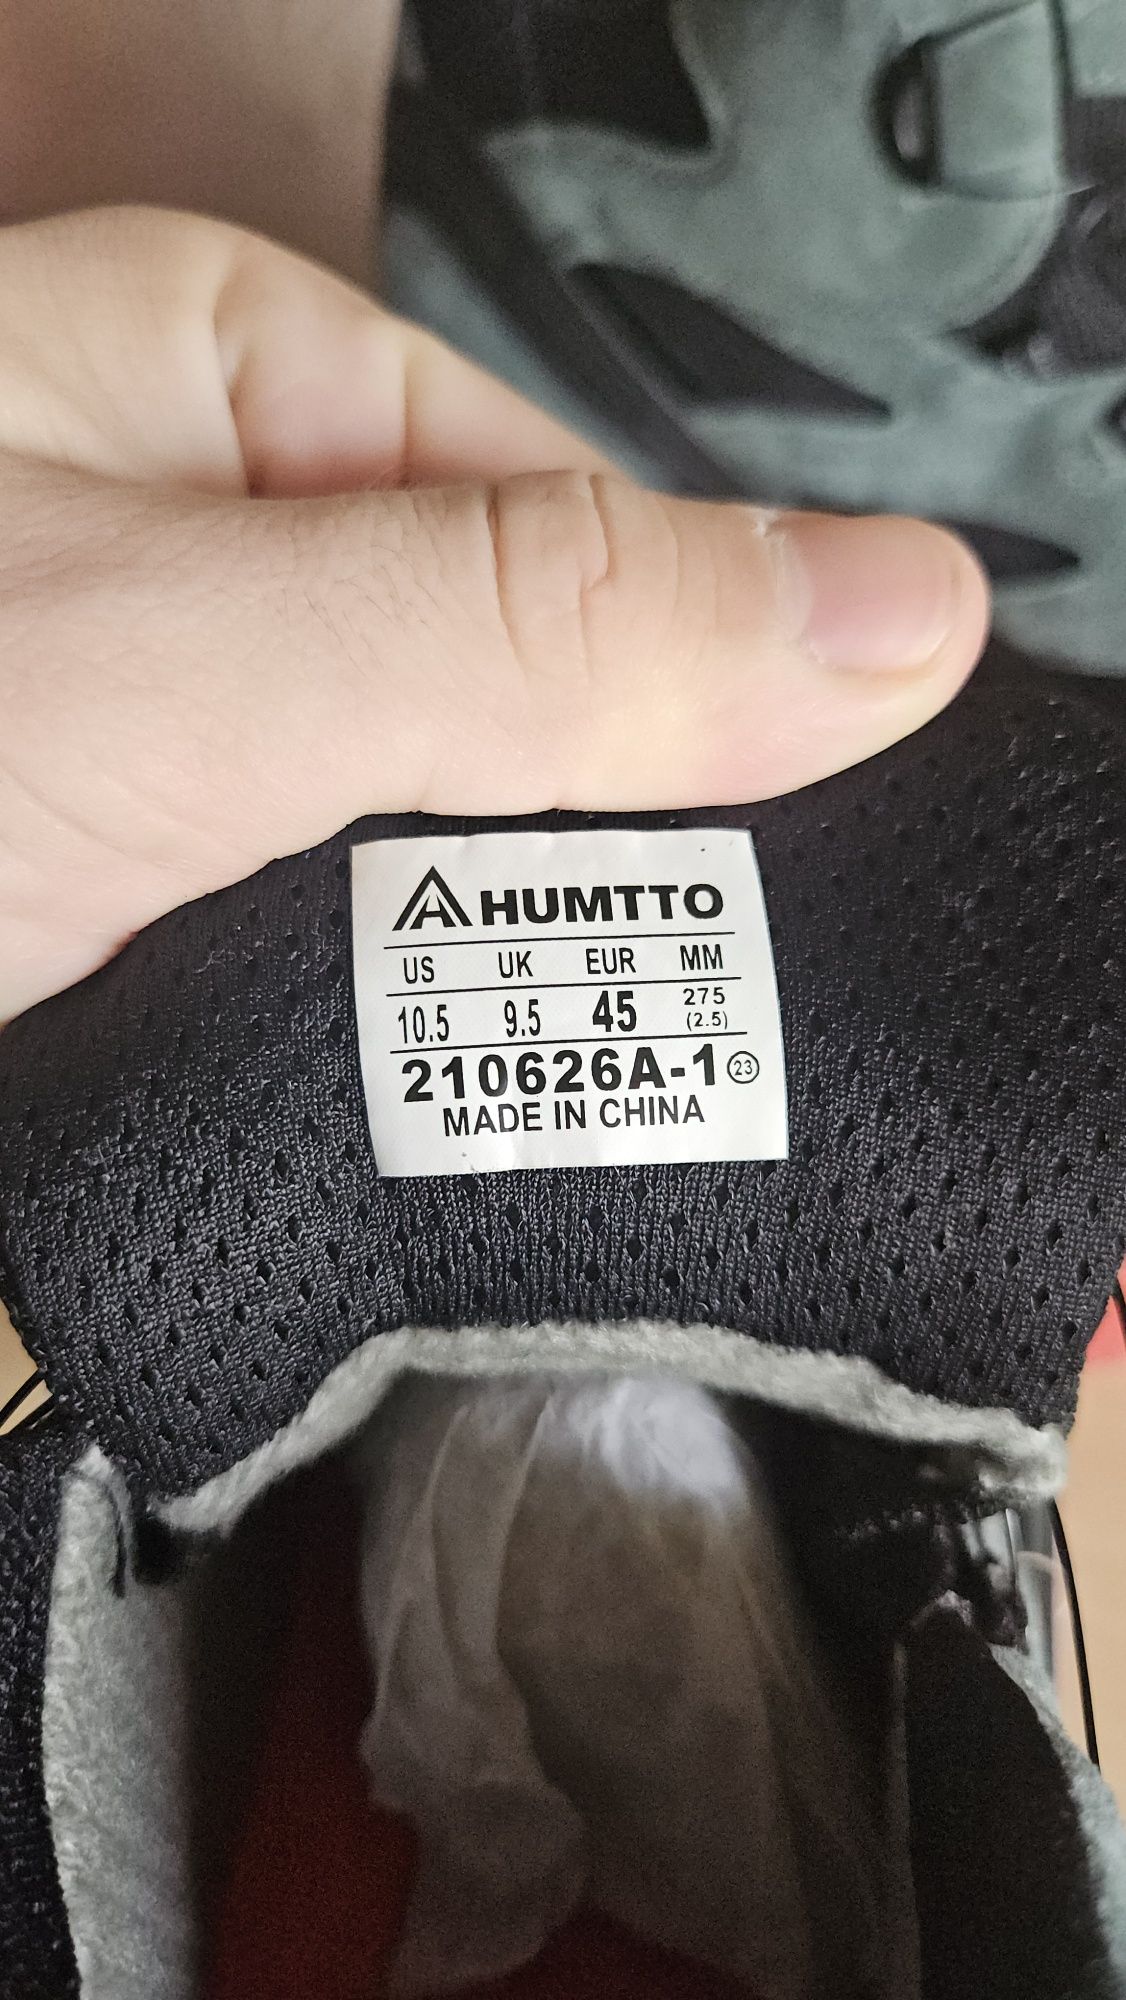 HUMTTO
US UK EUR MM
10.5 9.5 45 275 (2.5)
210626A-1 23
MADE IN CHINA